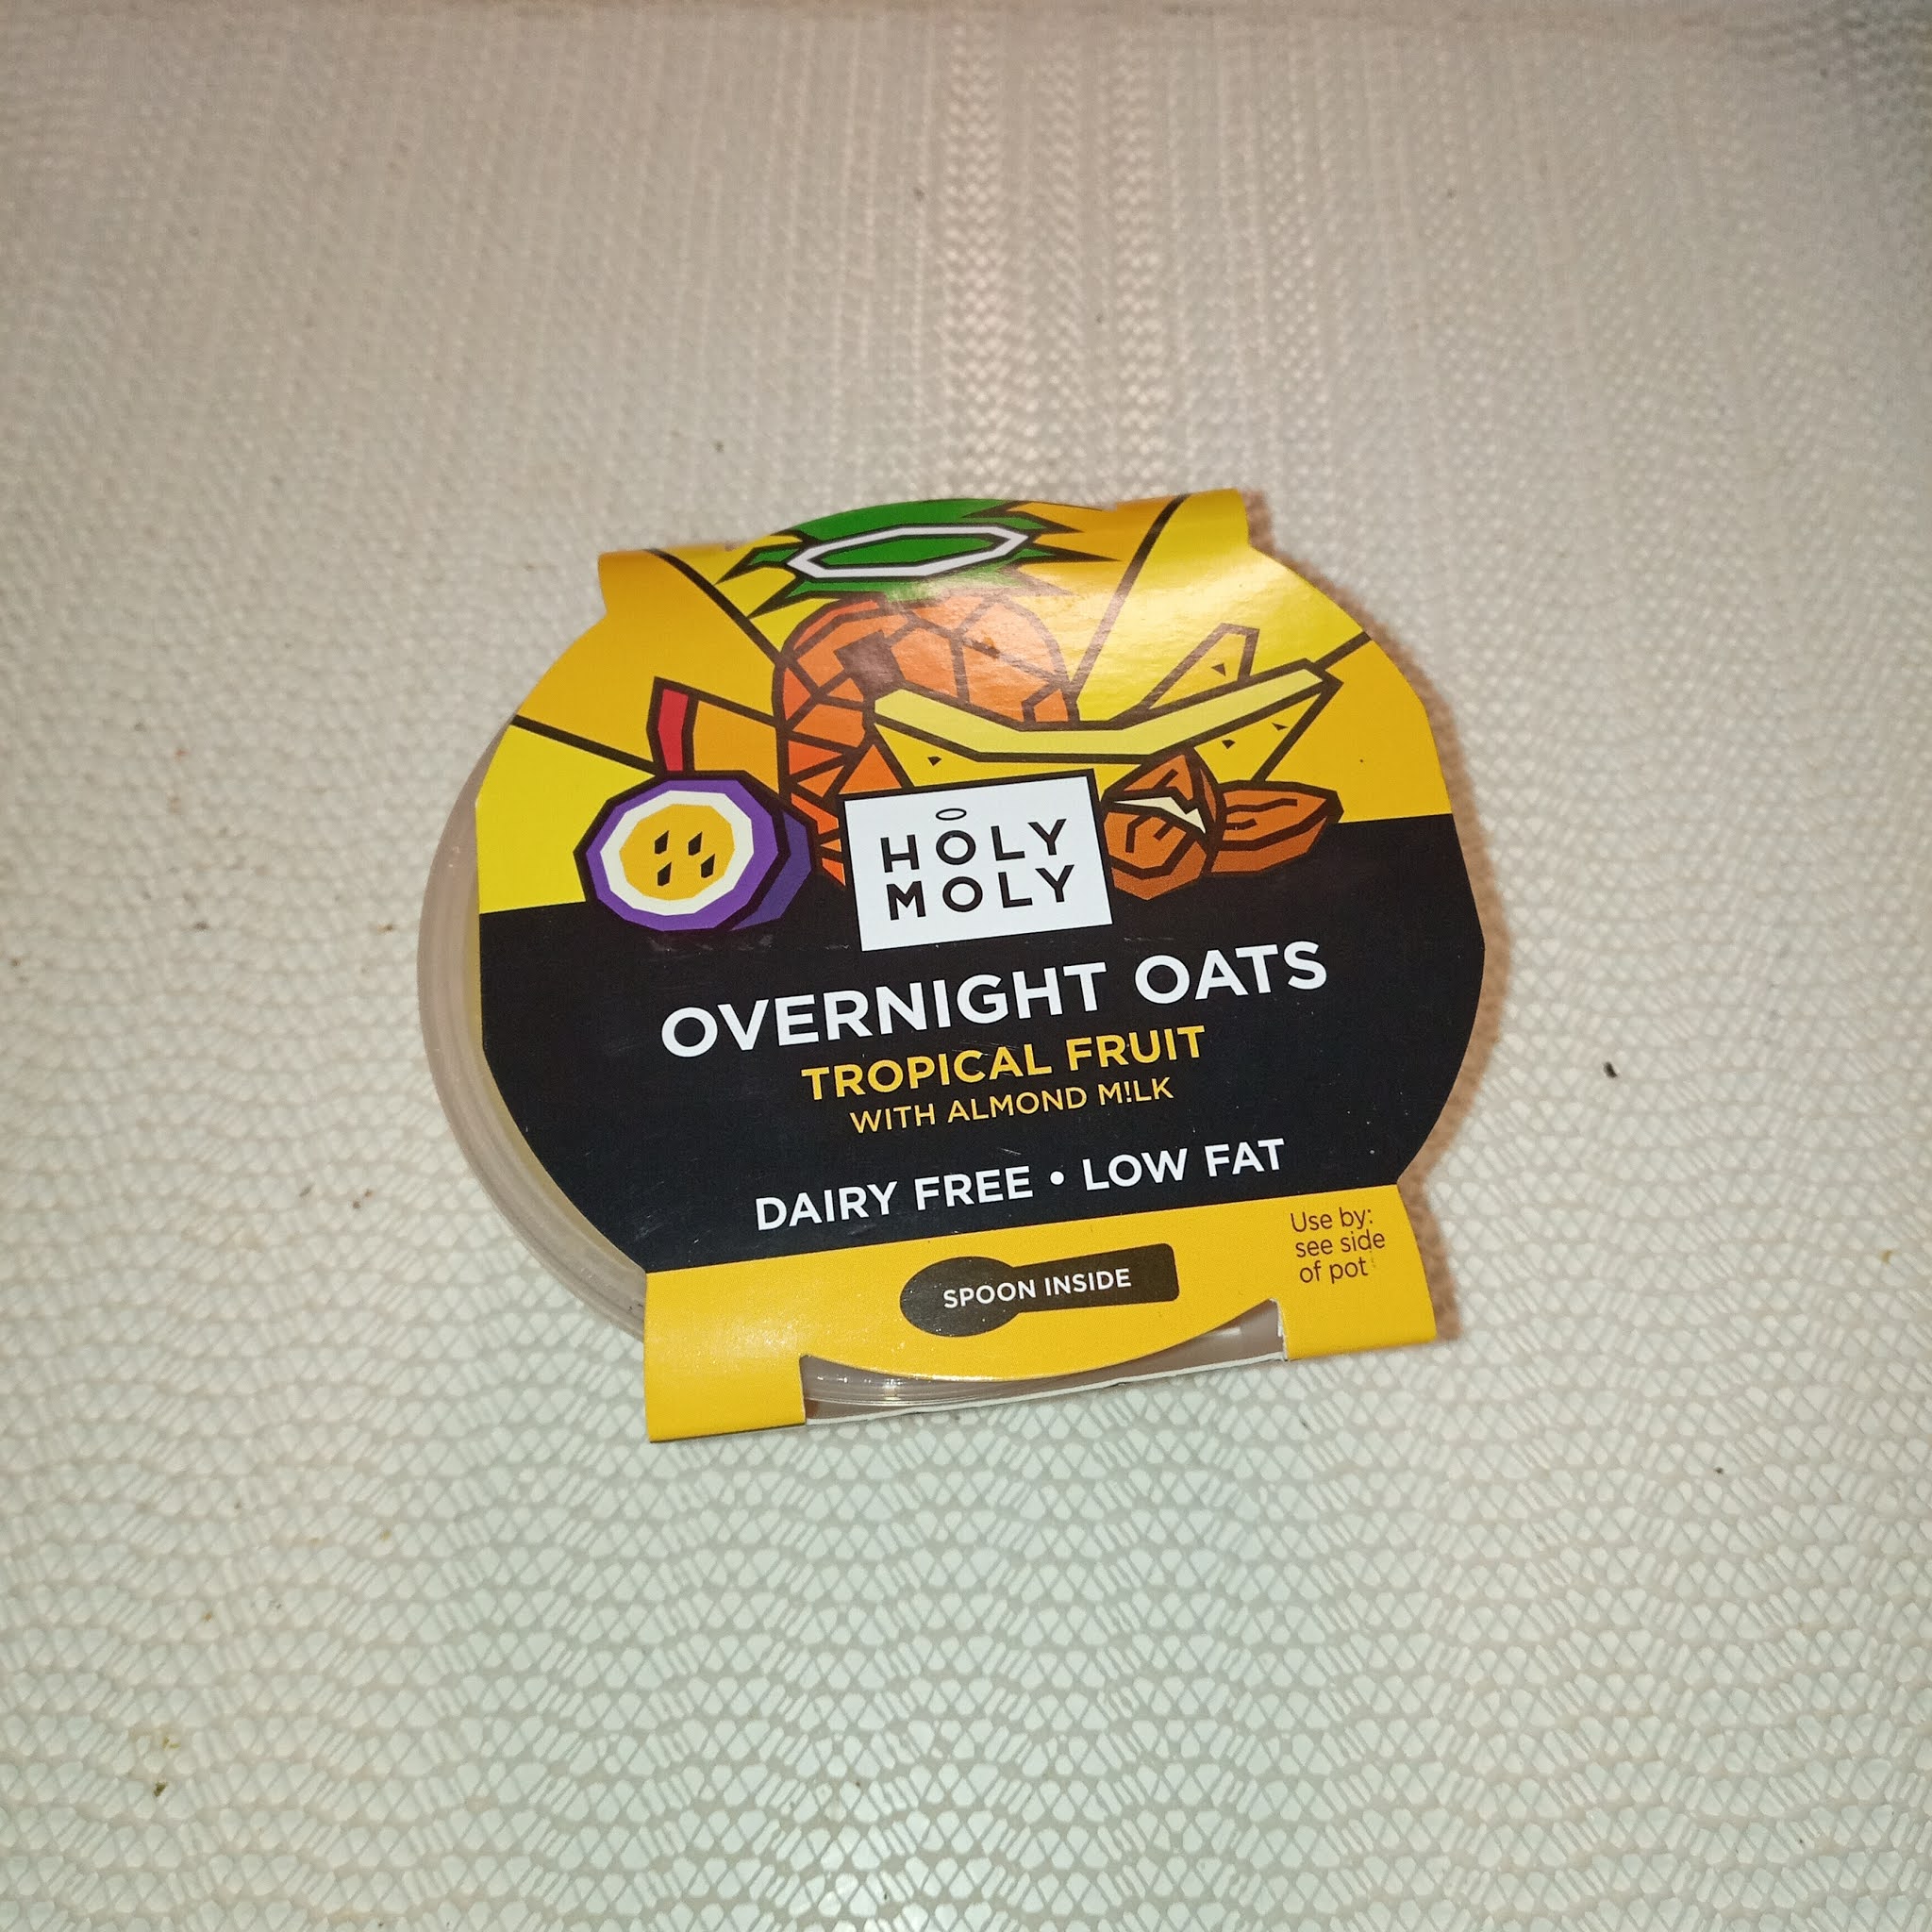 HOLY
MOLY
OVERNIGHT OATS
TROPICAL FRUIT
WITH ALMOND M!LK
DAIRY FREE • LOW FAT
SPOON INSIDE
Use by:
see side
of pot